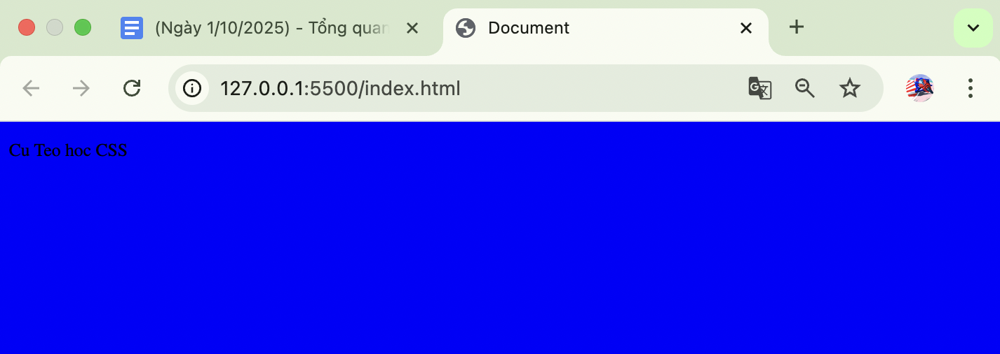 (Ngày 1/10/2025) - Tổng quan
Document
127.0.0.1:5500/index.html
Cu Teo hoc CSS